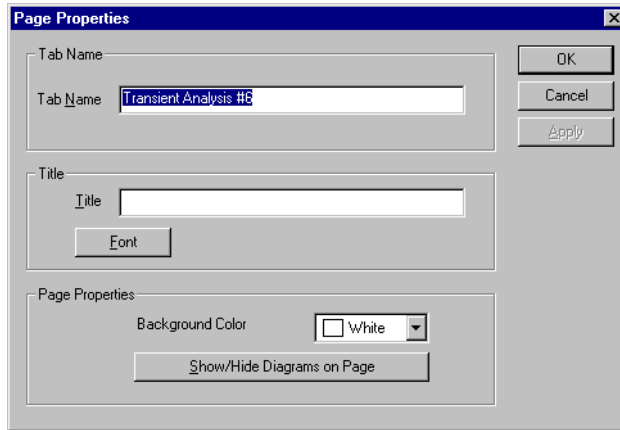 Page Properties
Tab Name
Tab Name Transient Analysis #6
OK
Cancel
Apply
Title
Title
Font
Page Properties
Background Color White
Show/Hide Diagrams on Page